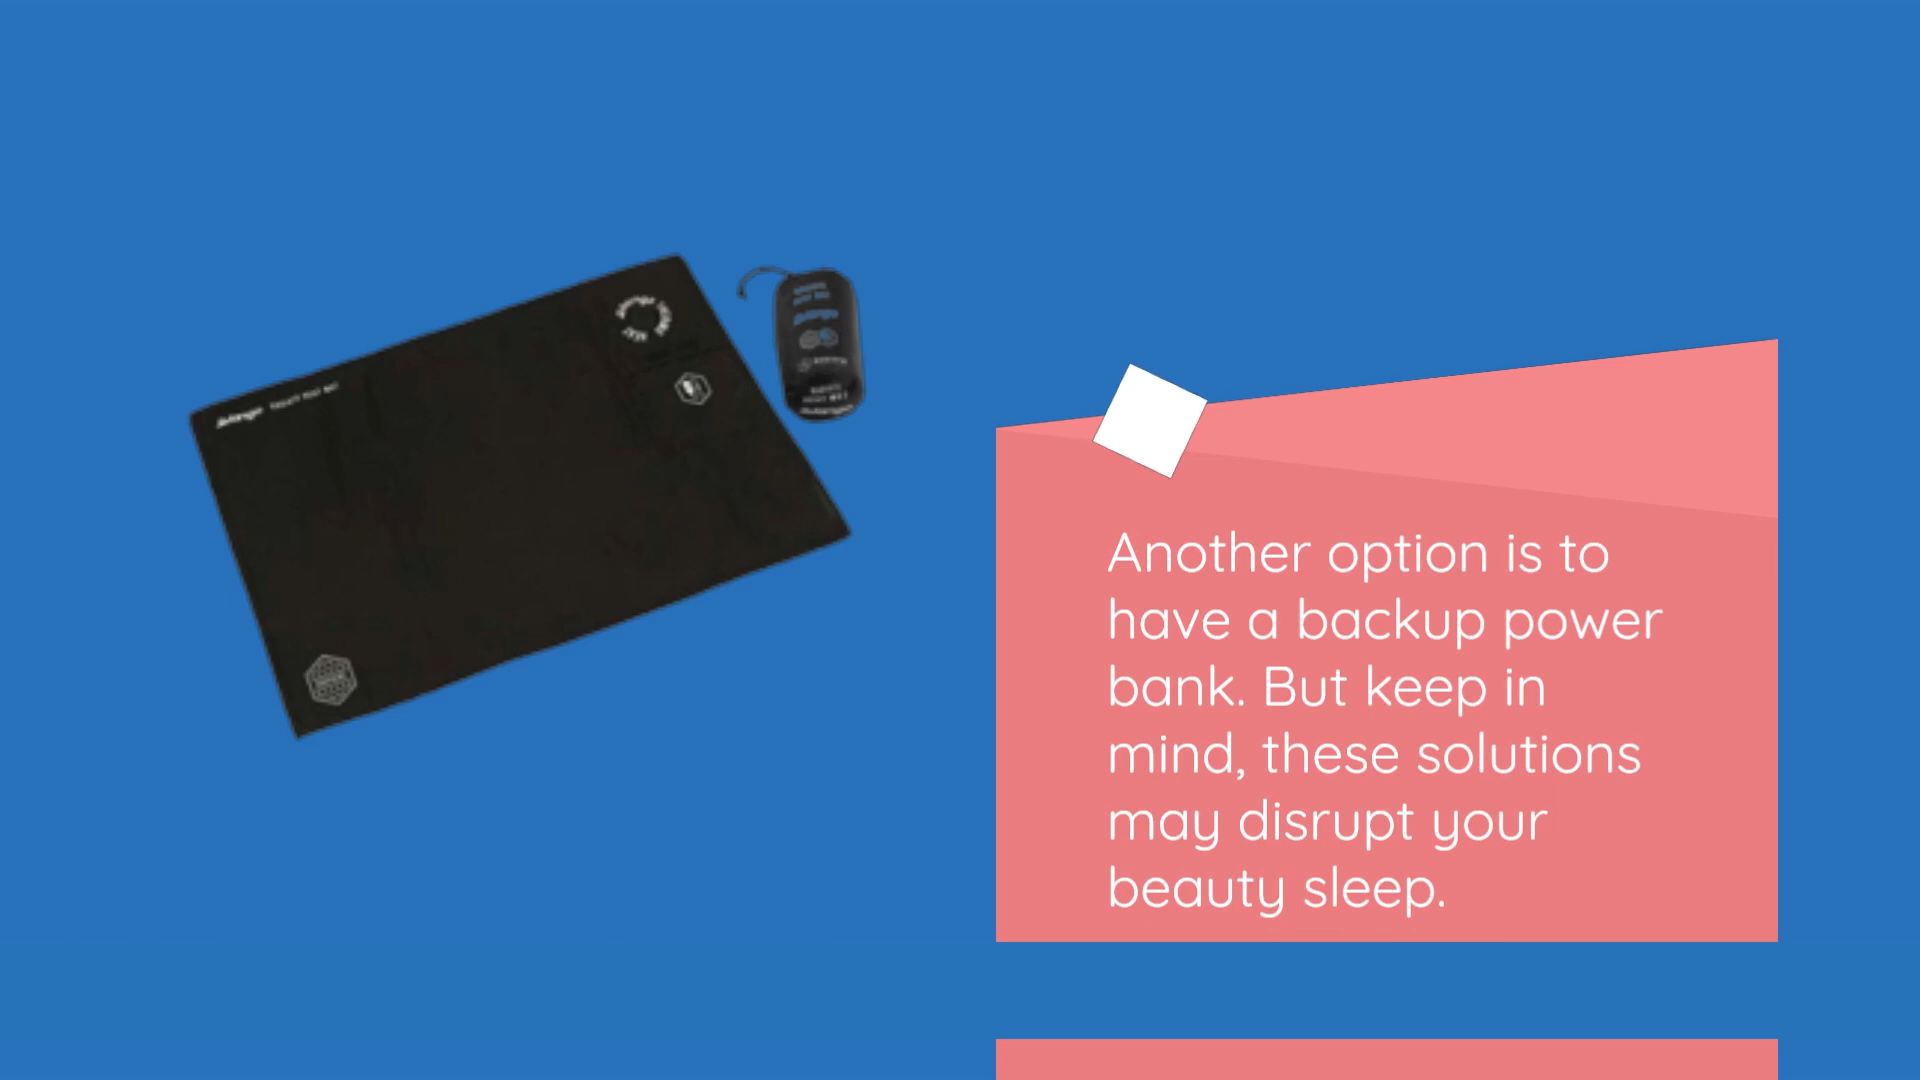 Another option is to
have a backup power
bank. But keep in
mind, these solutions
may disrupt your
beauty sleep.